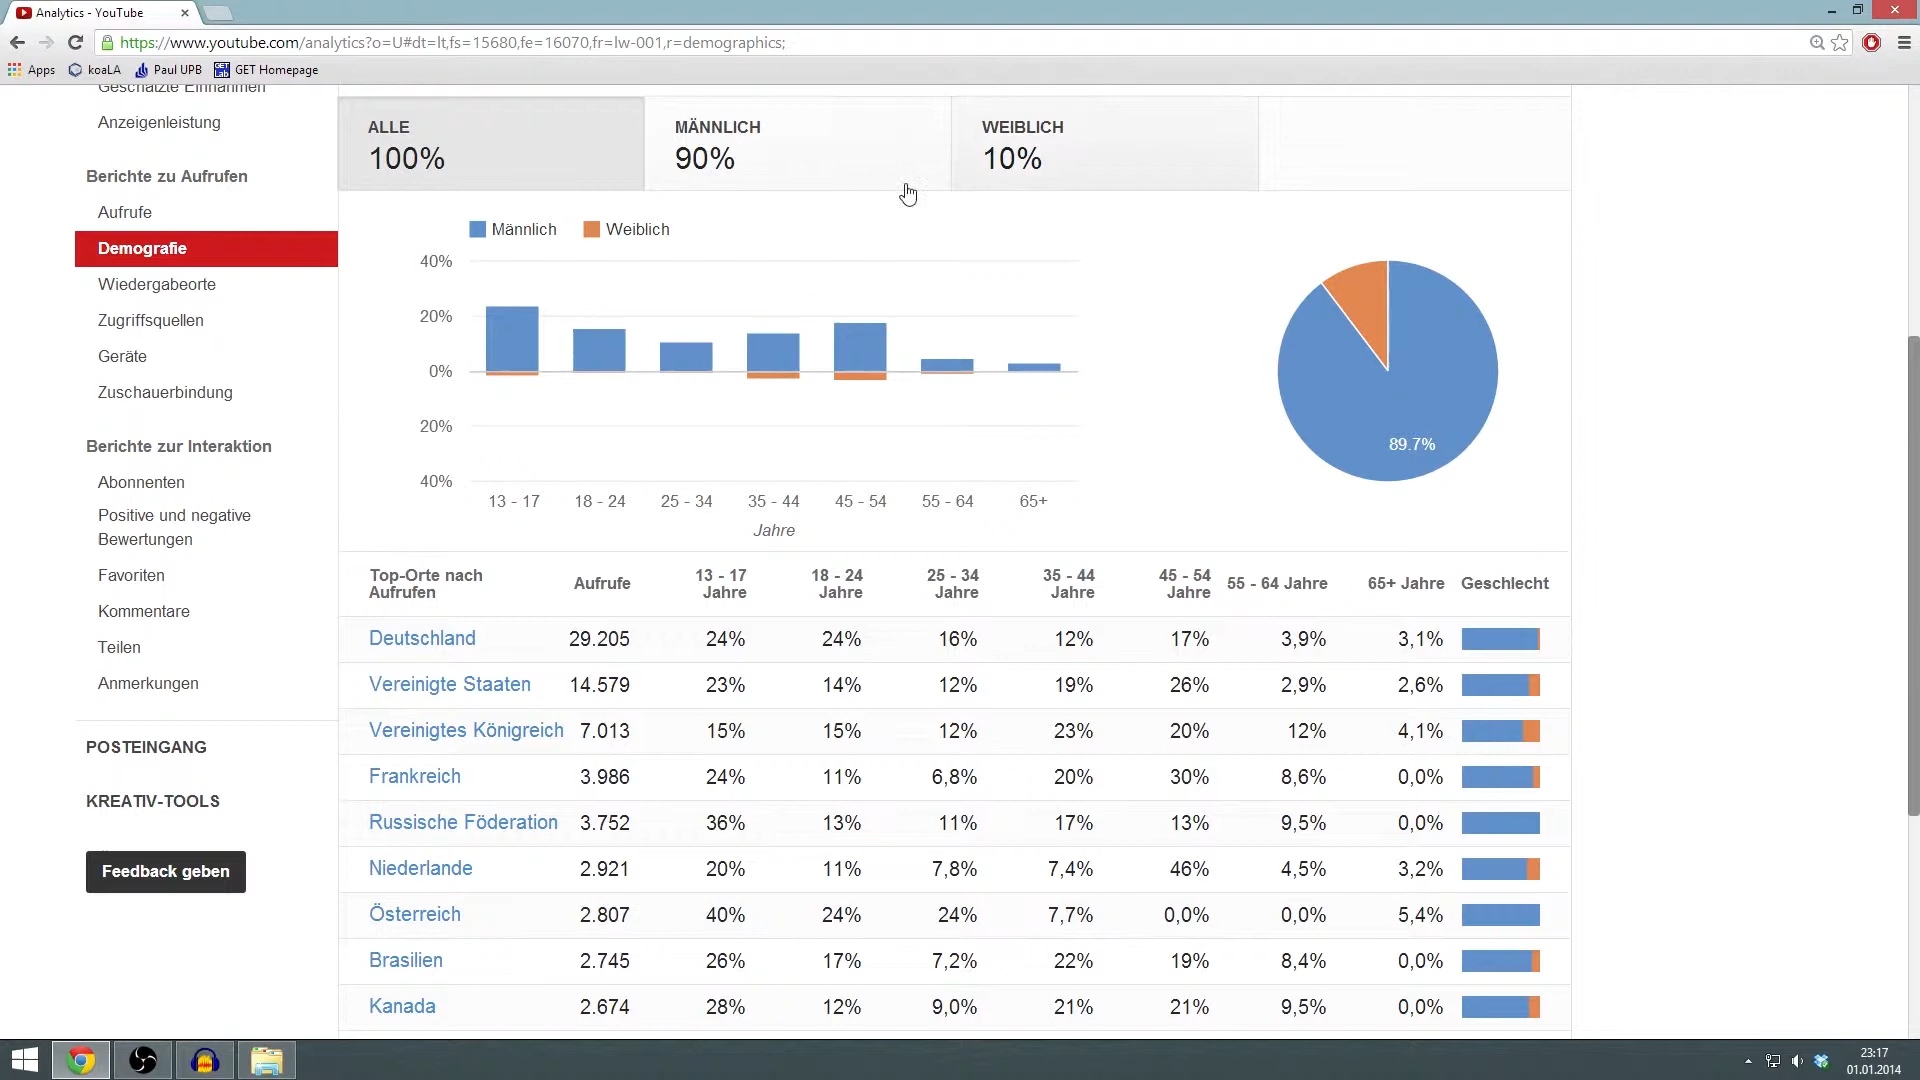 Analytics - YouTube
https://www.youtube.com/analytics?o=U#dt=lt,fs=15680,fe=16070,fr=lw-001,r=demographics;
Apps koaLA Paul UPB GET Homepage
Geschätzte Einnahmen
Anzeigenleistung
Berichte zu Aufrufen
Aufrufe
Demografie
Wiedergabeorte
Zugriffsquellen
Geräte
Zuschauerbindung
Berichte zur Interaktion
Abonnenten
Positive und negative
Bewertungen
Favoriten
Kommentare
Teilen
Anmerkungen
POSTEINGANG
KREATIV-TOOLS
Feedback geben
ALLE
100%
MÄNNLICH
90%
WEIBLICH
10%
Männlich Weiblich
40%
20%
0%
20%
40%
13 - 17 18 - 24 25 - 34 35 - 44 45 - 54 55 - 64 65+
Jahre
89.7%
Top-Orte nach
Aufrufen
Aufrufe
13 - 17
Jahre
18 - 24
Jahre
25 - 34
Jahre
35 - 44
Jahre
45 - 54
Jahre
55 - 64 Jahre
65+ Jahre
Geschlecht
Deutschland 29.205 24% 24% 16% 12% 17% 3,9% 3,1%
Vereinigte Staaten 14.579 23% 14% 12% 19% 26% 2,9% 2,6%
Vereinigtes Königreich 7.013 15% 15% 12% 23% 20% 12% 4,1%
Frankreich 3.986 24% 11% 6,8% 20% 30% 8,6% 0,0%
Russische Föderation 3.752 36% 13% 11% 17% 13% 9,5% 0,0%
Niederlande 2.921 20% 11% 7,8% 7,4% 46% 4,5% 3,2%
Österreich 2.807 40% 24% 24% 7,7% 0,0% 0,0% 5,4%
Brasilien 2.745 26% 17% 7,2% 22% 19% 8,4% 0,0%
Kanada 2.674 28% 12% 9,0% 21% 21% 9,5% 0,0%
23:17
01.01.2014